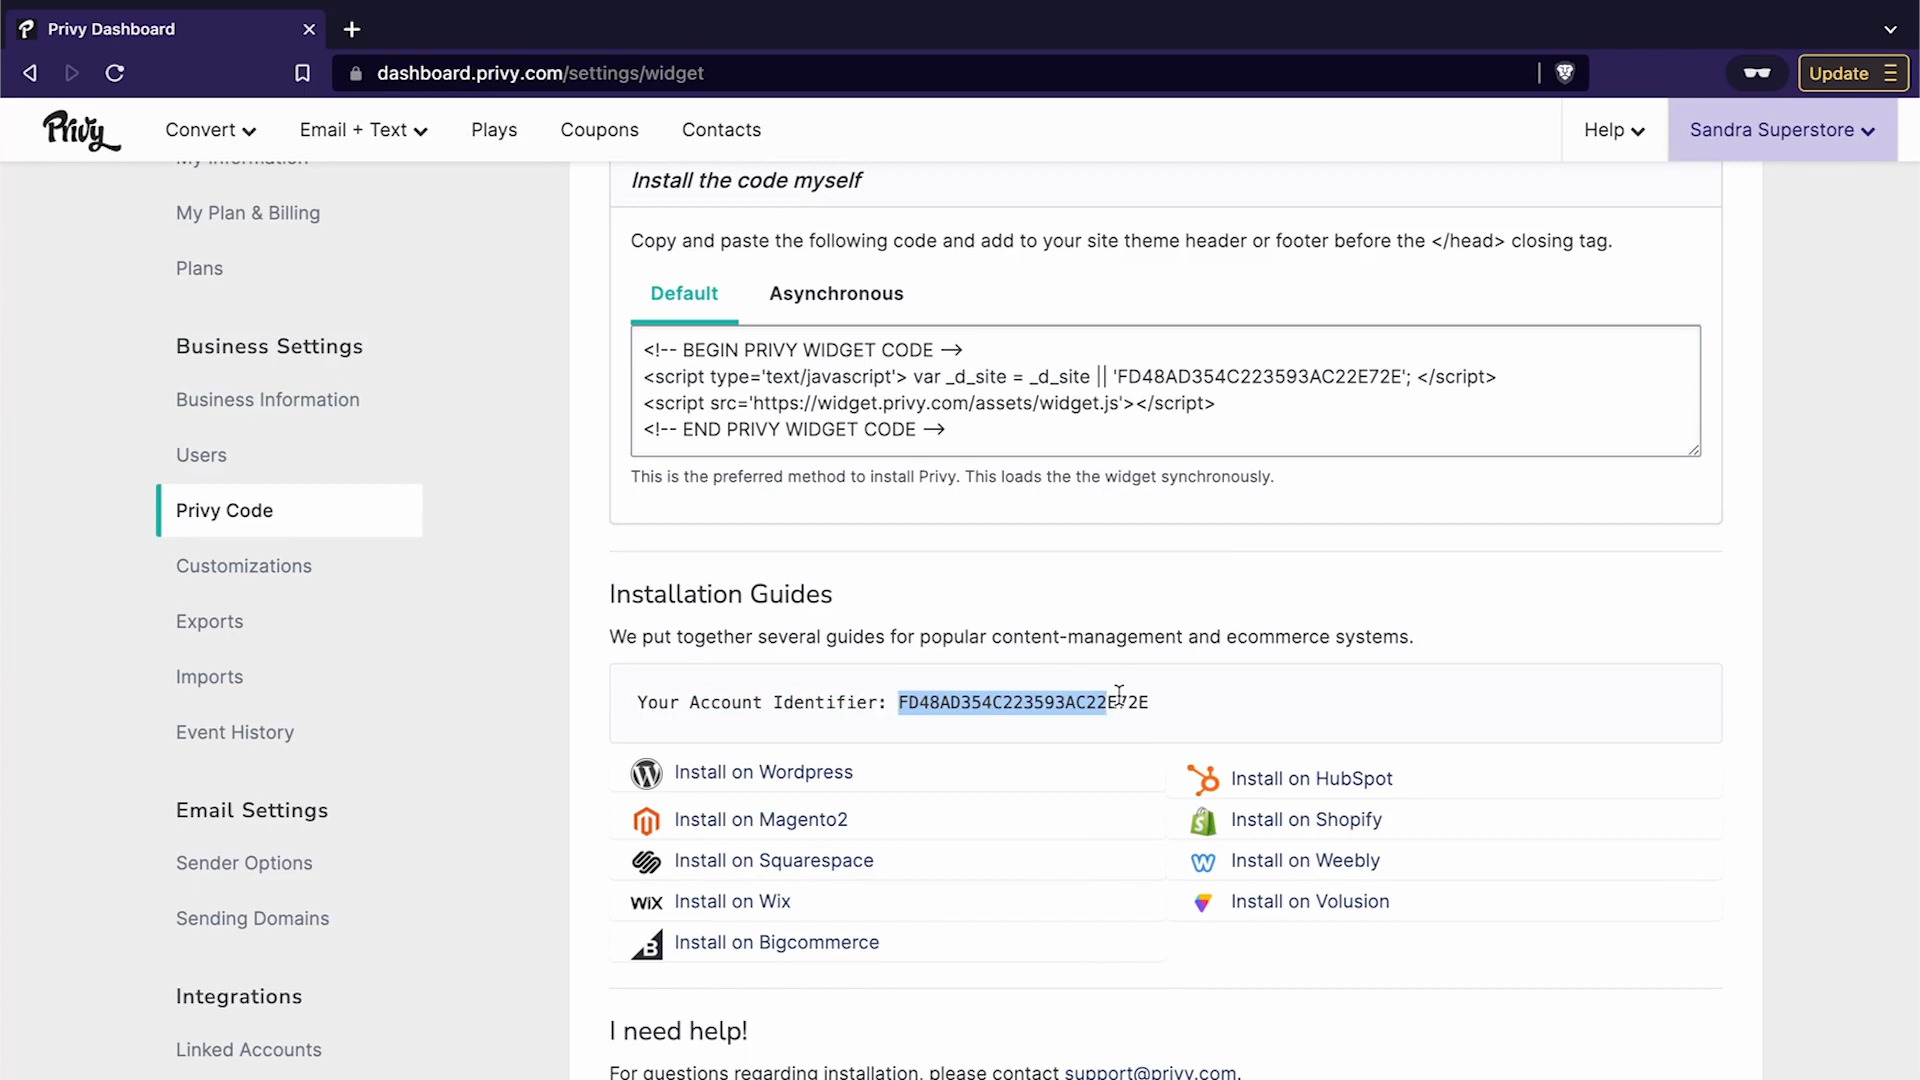 Privy Dashboard
dashboard.privy.com/settings/widget
Update
Privy
Convert
Email + Text
Plays
Coupons
Contacts
Help
Sandra Superstore
My Information
My Plan & Billing
Plans
Business Settings
Business Information
Users
Privy Code
Customizations
Exports
Imports
Event History
Email Settings
Sender Options
Sending Domains
Integrations
Linked Accounts
Install the code myself
Copy and paste the following code and add to your site theme header or footer before the </head> closing tag.
Default
Asynchronous
<!-- BEGIN PRIVY WIDGET CODE -->
<script type='text/javascript'> var _d_site = _d_site || 'FD48AD354C223593AC22E72E'; </script>
<script src='https://widget.privy.com/assets/widget.js'></script>
<!-- END PRIVY WIDGET CODE -->
This is the preferred method to install Privy. This loads the the widget synchronously.
Installation Guides
We put together several guides for popular content-management and ecommerce systems.
Your Account Identifier: FD48AD354C223593AC22E72E
Install on Wordpress
Install on HubSpot
Install on Magento2
Install on Shopify
Install on Squarespace
Install on Weebly
WiX Install on Wix
Install on Volusion
B Install on Bigcommerce
I need help!
For questions regarding installation, please contact support@privy.com.